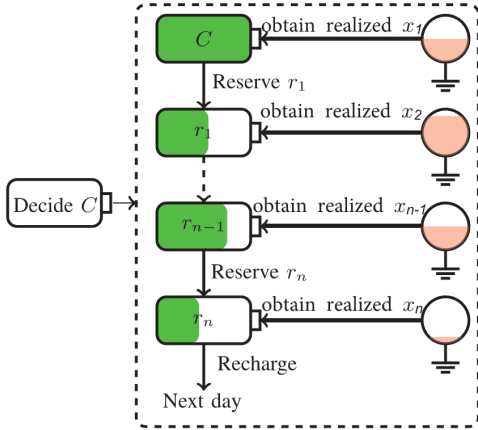 C
obtain realized x₁
Reserve r₁
r₁
obtain realized x₂
Decide C
rₙ₋₁
obtain realized xₙ₋₁
Reserve rₙ
rₙ
obtain realized xₙ
Recharge
Next day